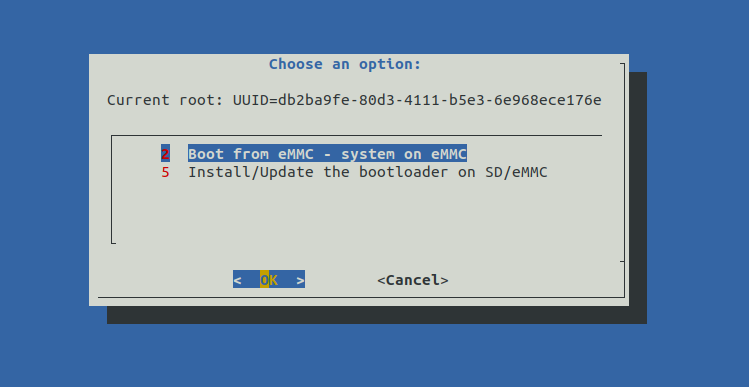 Choose an option:
Current root: UUID=db2ba9fe-80d3-4111-b5e3-6e968ece176e
2 Boot from eMMC - system on eMMC
5 Install/Update the bootloader on SD/eMMC
< OK > <Cancel>